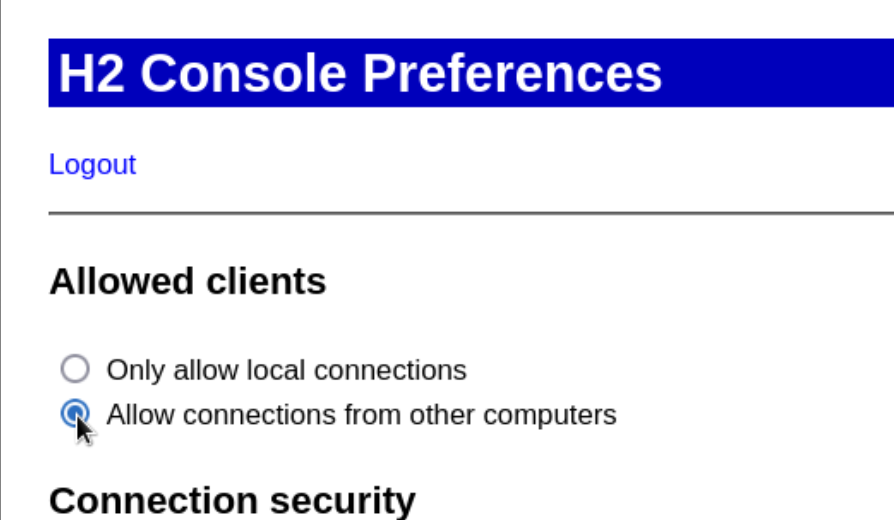 H2 Console Preferences
Logout
Allowed clients
Only allow local connections
Allow connections from other computers
Connection security